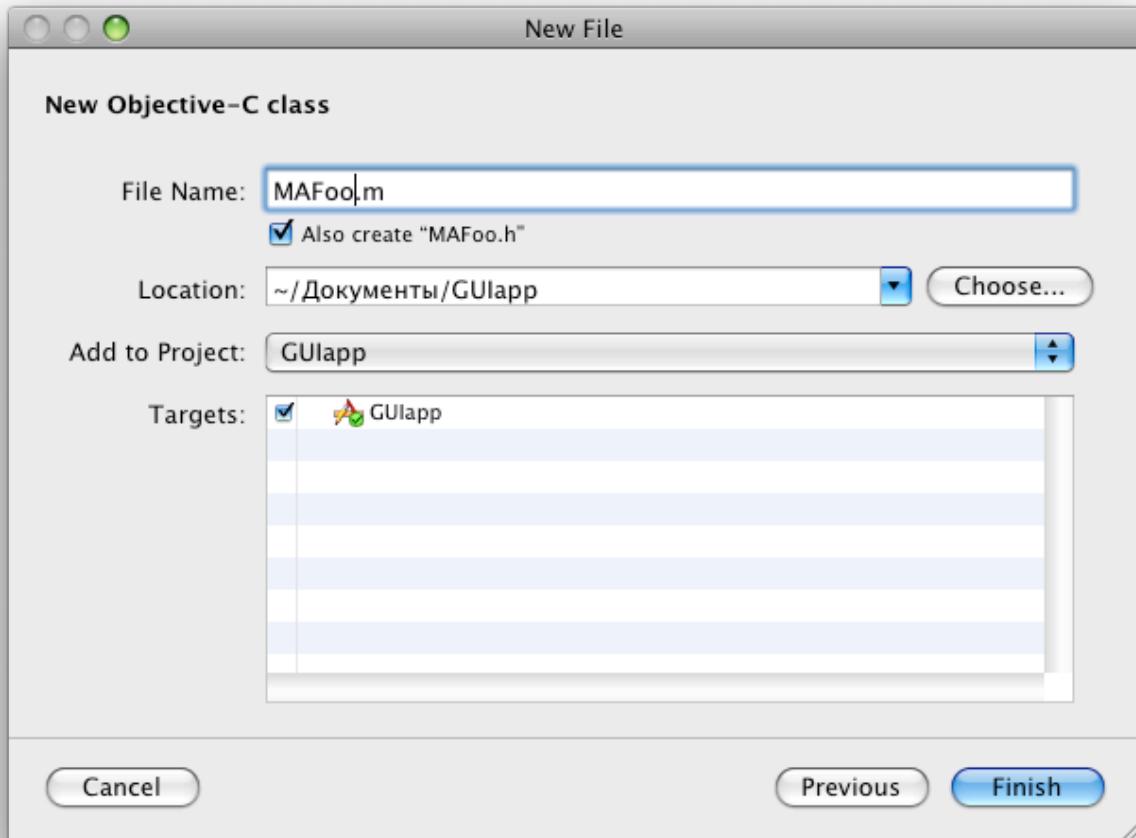 New File
New Objective-C class
File Name: MAFoo.m
Also create “MAFoo.h”
Location: ~/Документы/GUIapp Choose...
Add to Project: GUIapp
Targets: GUIapp
Cancel Previous Finish